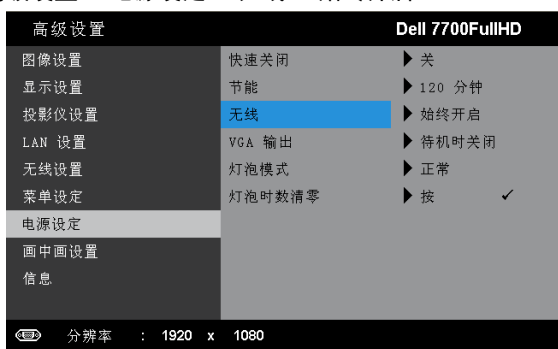 高级设置 Dell 7700FullHD
图像设置 快速关闭 关
显示设置 节能 120 分钟
投影仪设置 无线 始终开启
LAN 设置 VGA 输出 待机时关闭
无线设置 灯泡模式 正常
菜单设定 灯泡时数清零 按 ✓
电源设定
画中画设置
信息
分辨率 : 1920 x 1080